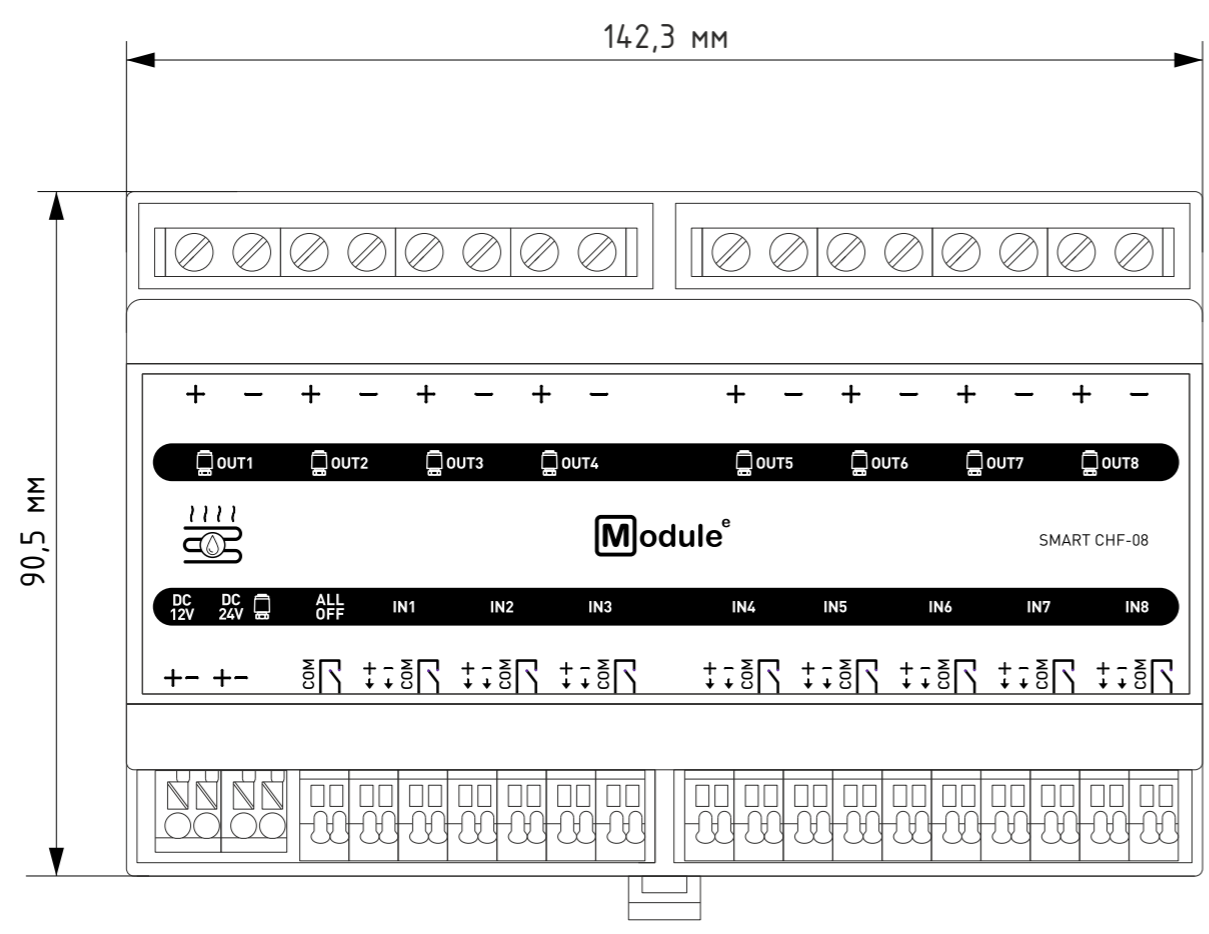 142,3 мм
90,5 мм
+ − + − + − + − + − + − + − + −
OUT1 OUT2 OUT3 OUT4 OUT5 OUT6 OUT7 OUT8
Module e
SMART CHF-08
DC 12V DC 24V ALL OFF IN1 IN2 IN3 IN4 IN5 IN6 IN7 IN8
+− +− COM + − COM + − COM + − COM + − COM + − COM + − COM + − COM + − COM